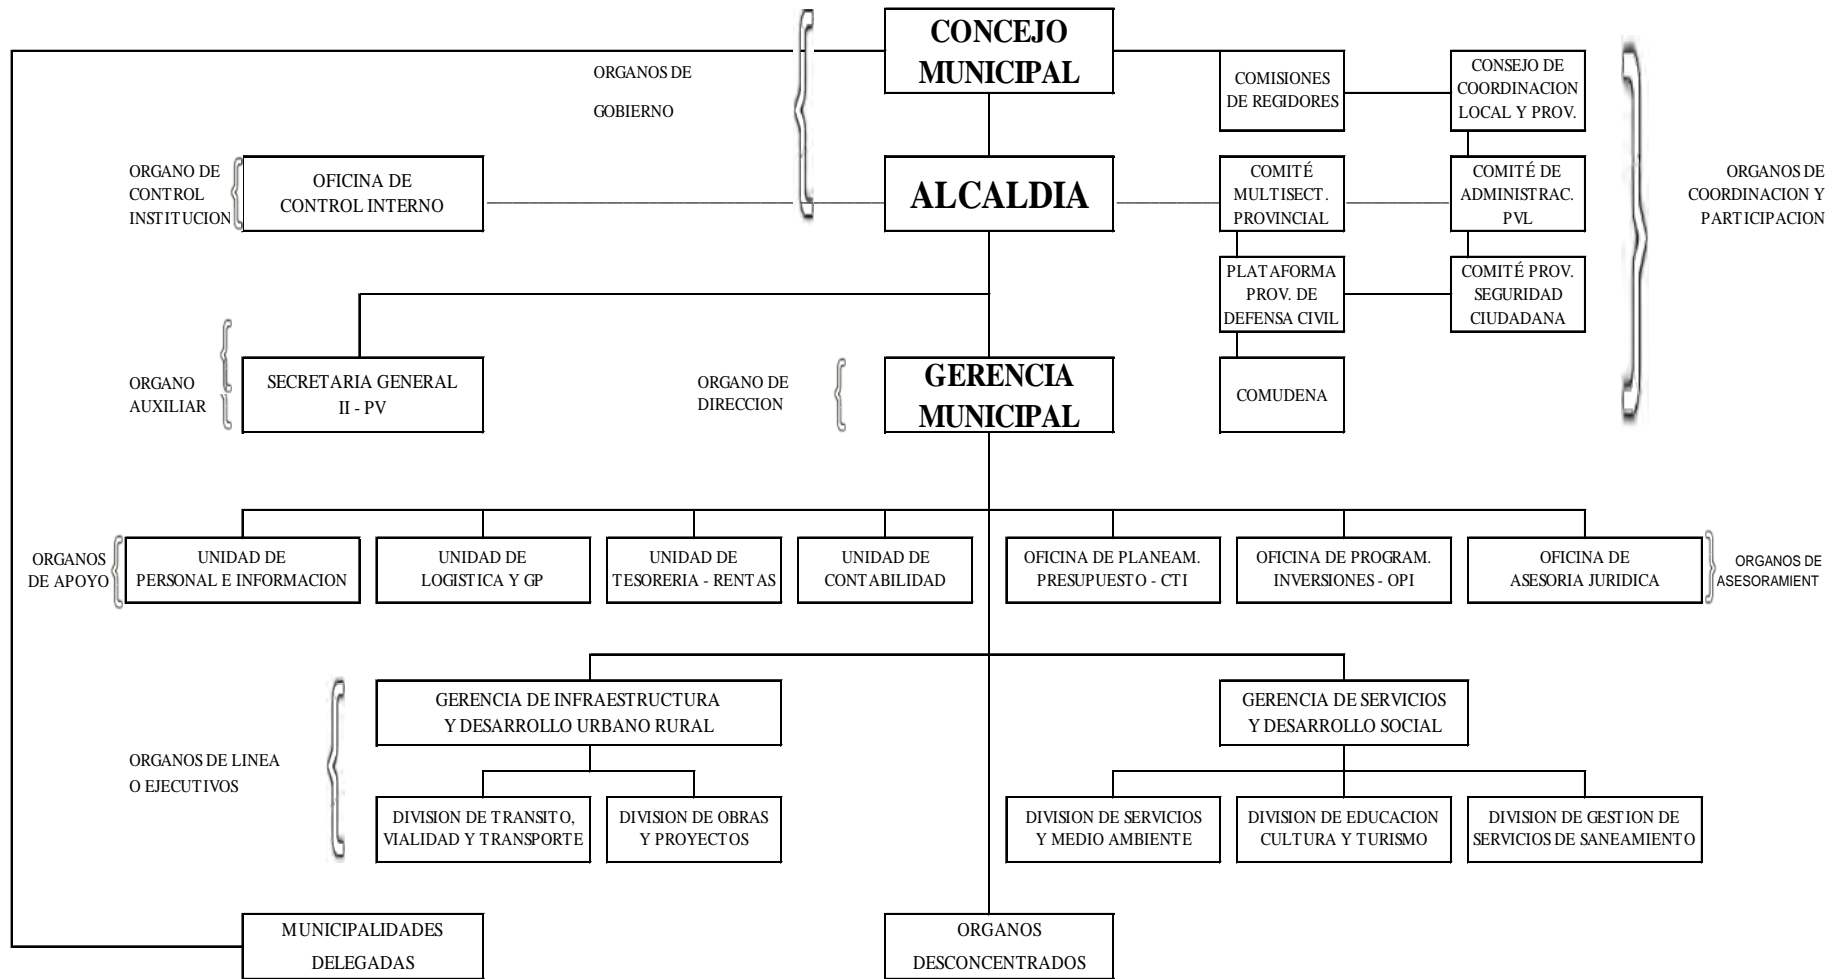 CONCEJO
MUNICIPAL
ORGANOS DE
GOBIERNO
COMISIONES
DE REGIDORES
CONSEJO DE
COORDINACION
LOCAL Y PROV.
ORGANO DE
CONTROL
INSTITUCION
OFICINA DE
CONTROL INTERNO
ALCALDIA
COMITÉ
MULTISECT.
PROVINCIAL
COMITÉ DE
ADMINISTRAC.
PVL
ORGANOS DE
COORDINACION Y
PARTICIPACION
PLATAFORMA
PROV. DE
DEFENSA CIVIL
COMITÉ PROV.
SEGURIDAD
CIUDADANA
ORGANO
AUXILIAR
SECRETARIA GENERAL
II - PV
ORGANO DE
DIRECCION
GERENCIA
MUNICIPAL
COMUDENA
ORGANOS
DE APOYO
UNIDAD DE
PERSONAL E INFORMACION
UNIDAD DE
LOGISTICA Y GP
UNIDAD DE
TESORERIA - RENTAS
UNIDAD DE
CONTABILIDAD
OFICINA DE PLANEAM.
PRESUPUESTO - CTI
OFICINA DE PROGRAM.
INVERSIONES - OPI
OFICINA DE
ASESORIA JURIDICA
ORGANOS DE
ASESORAMIENT
GERENCIA DE INFRAESTRUCTURA
Y DESARROLLO URBANO RURAL
GERENCIA DE SERVICIOS
Y DESARROLLO SOCIAL
ORGANOS DE LINEA
O EJECUTIVOS
DIVISION DE TRANSITO,
VIALIDAD Y TRANSPORTE
DIVISION DE OBRAS
Y PROYECTOS
DIVISION DE SERVICIOS
Y MEDIO AMBIENTE
DIVISION DE EDUCACION
CULTURA Y TURISMO
DIVISION DE GESTION DE
SERVICIOS DE SANEAMIENTO
MUNICIPALIDADES
DELEGADAS
ORGANOS
DESCONCENTRADOS